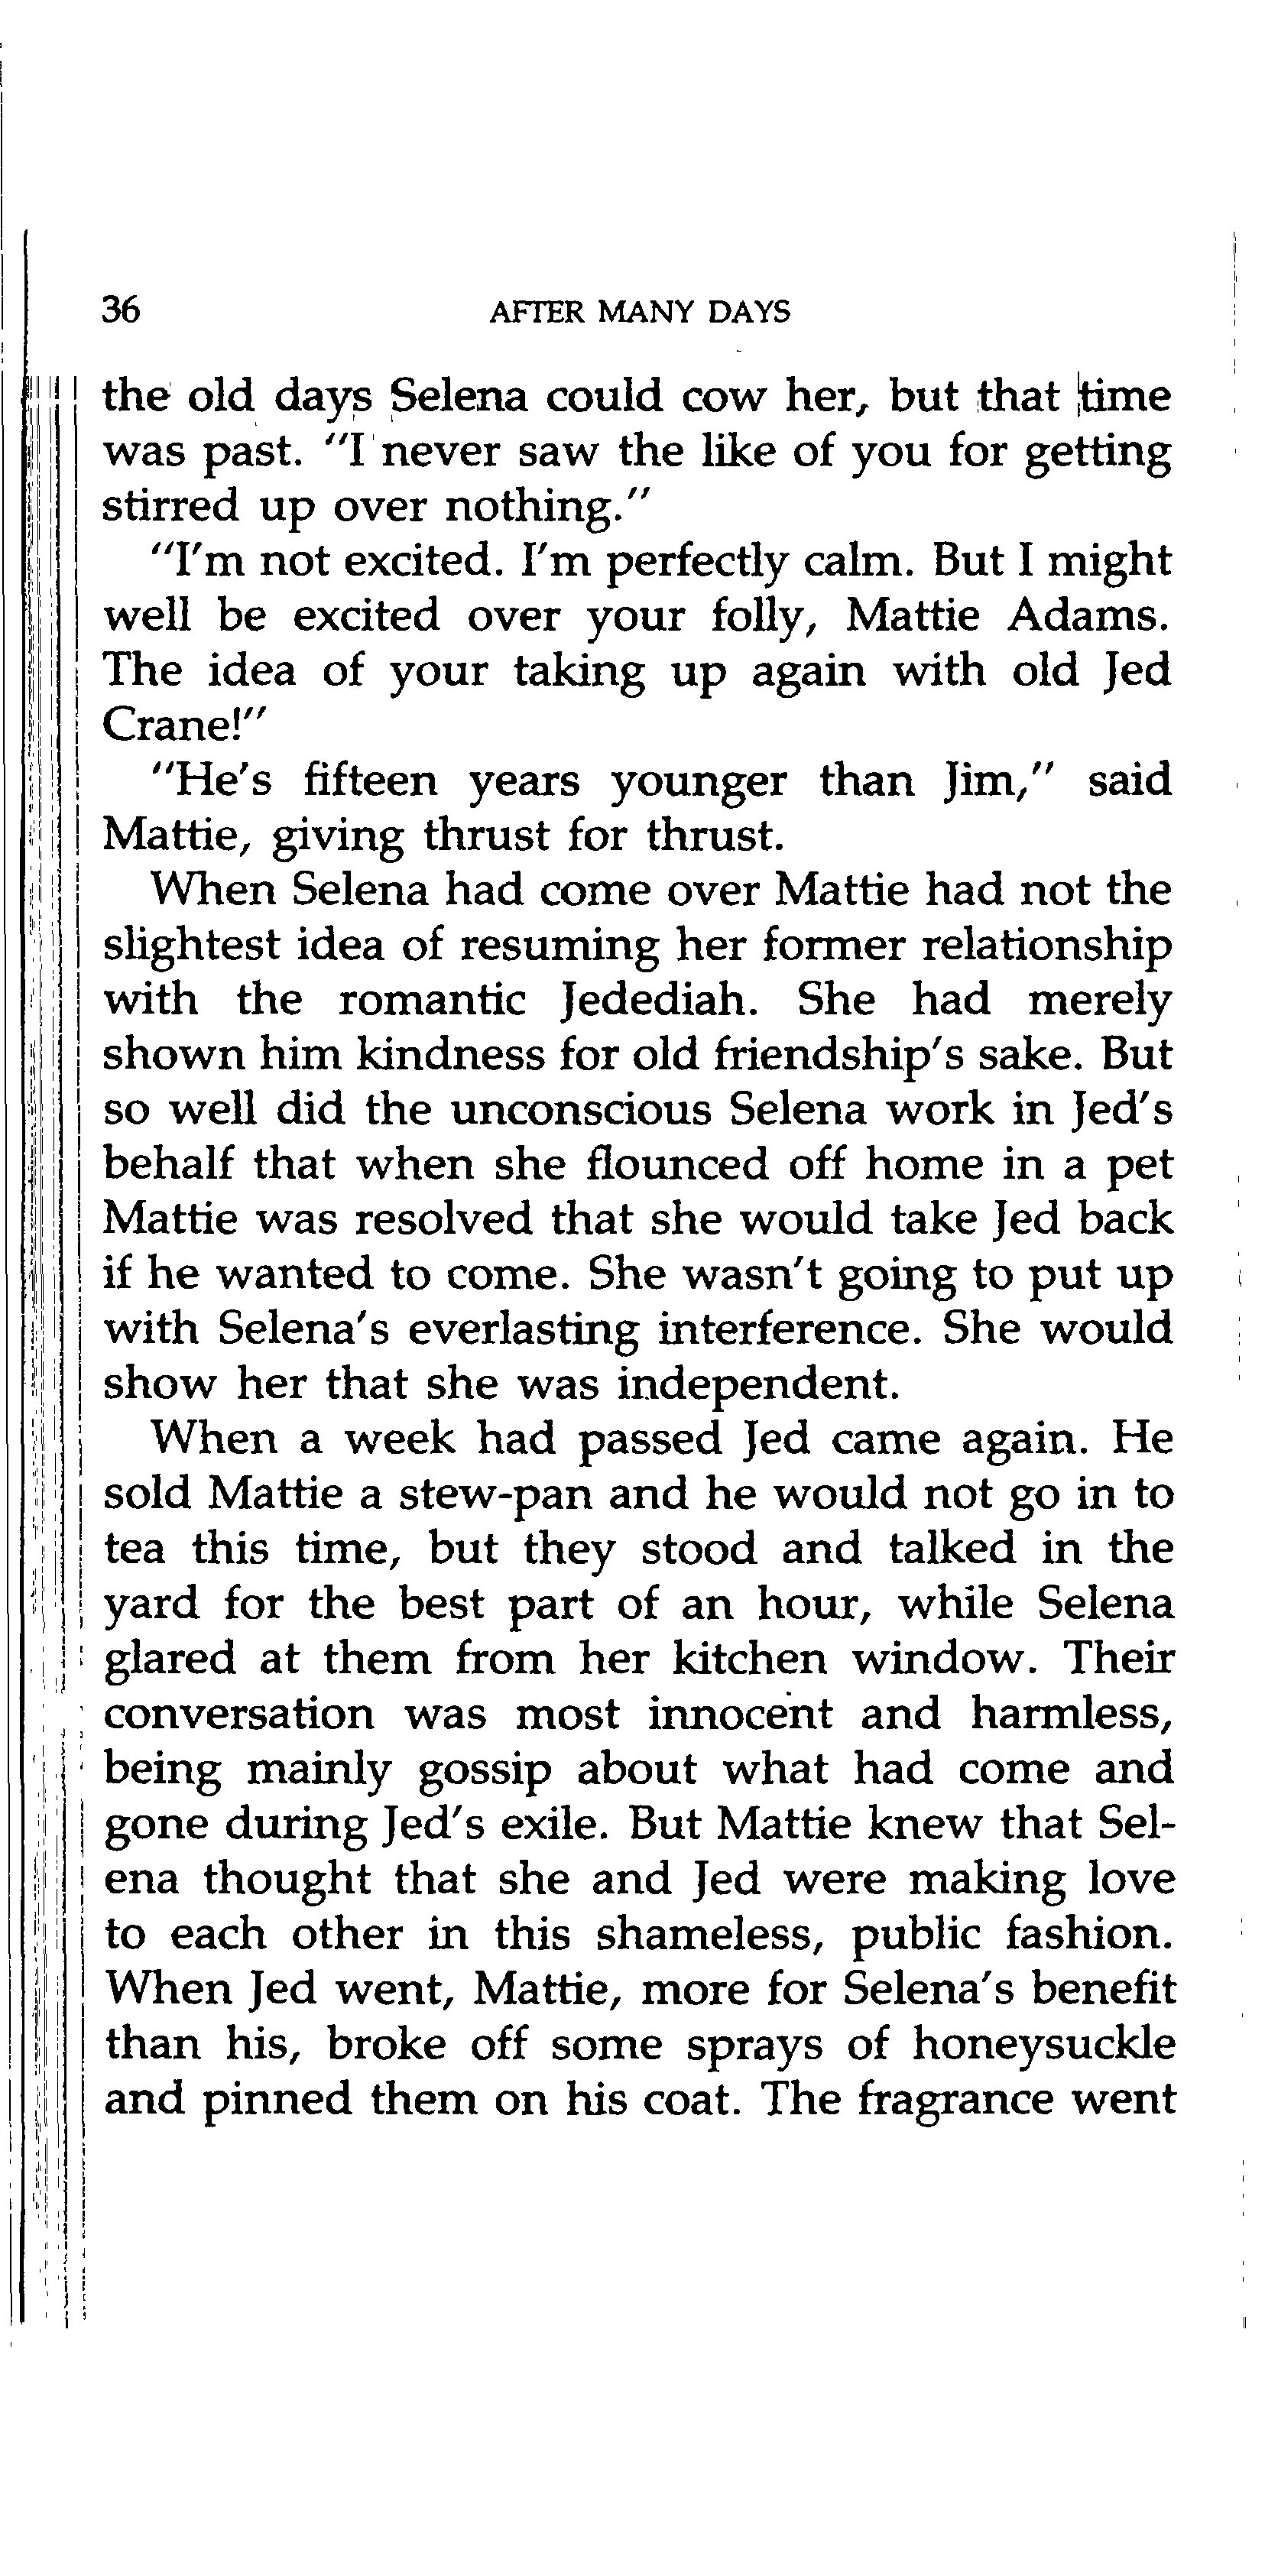 36 AFTER MANY DAYS
the old days Selena could cow her, but that time
was past. "I never saw the like of you for getting
stirred up over nothing."
"I'm not excited. I'm perfectly calm. But I might
well be excited over your folly, Mattie Adams.
The idea of your taking up again with old Jed
Crane!"
"He's fifteen years younger than Jim," said
Mattie, giving thrust for thrust.
When Selena had come over Mattie had not the
slightest idea of resuming her former relationship
with the romantic Jedediah. She had merely
shown him kindness for old friendship's sake. But
so well did the unconscious Selena work in Jed's
behalf that when she flounced off home in a pet
Mattie was resolved that she would take Jed back
if he wanted to come. She wasn't going to put up
with Selena's everlasting interference. She would
show her that she was independent.
When a week had passed Jed came again. He
sold Mattie a stew-pan and he would not go in to
tea this time, but they stood and talked in the
yard for the best part of an hour, while Selena
glared at them from her kitchen window. Their
conversation was most innocent and harmless,
being mainly gossip about what had come and
gone during Jed's exile. But Mattie knew that Sel-
ena thought that she and Jed were making love
to each other in this shameless, public fashion.
When Jed went, Mattie, more for Selena's benefit
than his, broke off some sprays of honeysuckle
and pinned them on his coat. The fragrance went